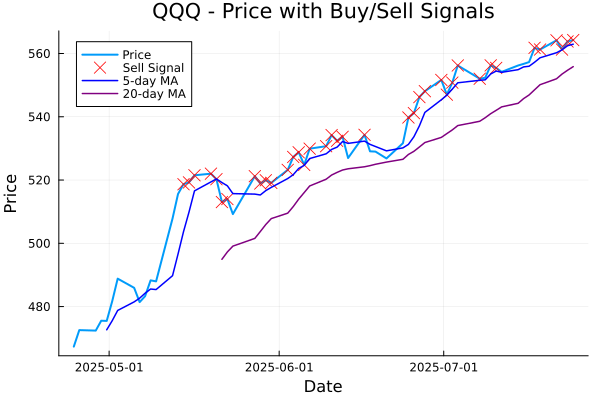 QQQ - Price with Buy/Sell Signals
Price
Sell Signal
5-day MA
20-day MA
560
540
520
500
480
Price
2025-05-01
2025-06-01
2025-07-01
Date